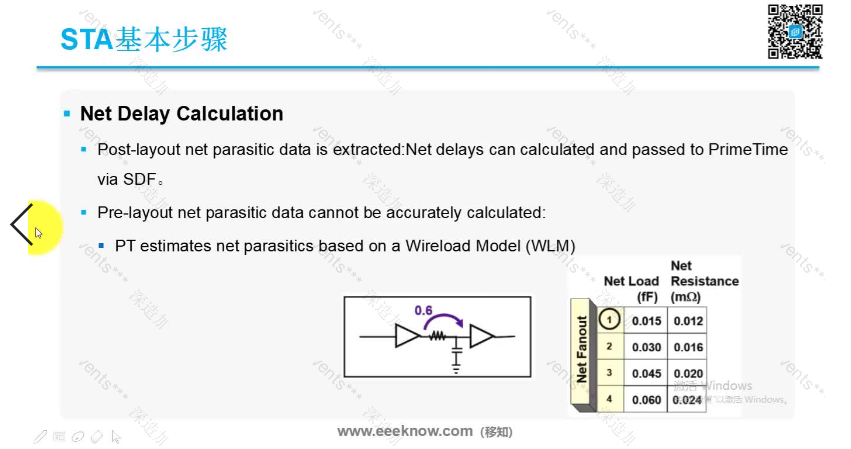 STA基本步骤
Net Delay Calculation
Post-layout net parasitic data is extracted:Net delays can calculated and passed to PrimeTime
via SDF。
Pre-layout net parasitic data cannot be accurately calculated:
PT estimates net parasitics based on a Wireload Model (WLM)
0.6
Net
Net Load Resistance
(fF) (mΩ)
Net Fanout
1 0.015 0.012
2 0.030 0.016
3 0.045 0.020
4 0.060 0.024
激活 Windows
以激活 Windows。
www.eeeknow.com (移知)
vents***
深造加